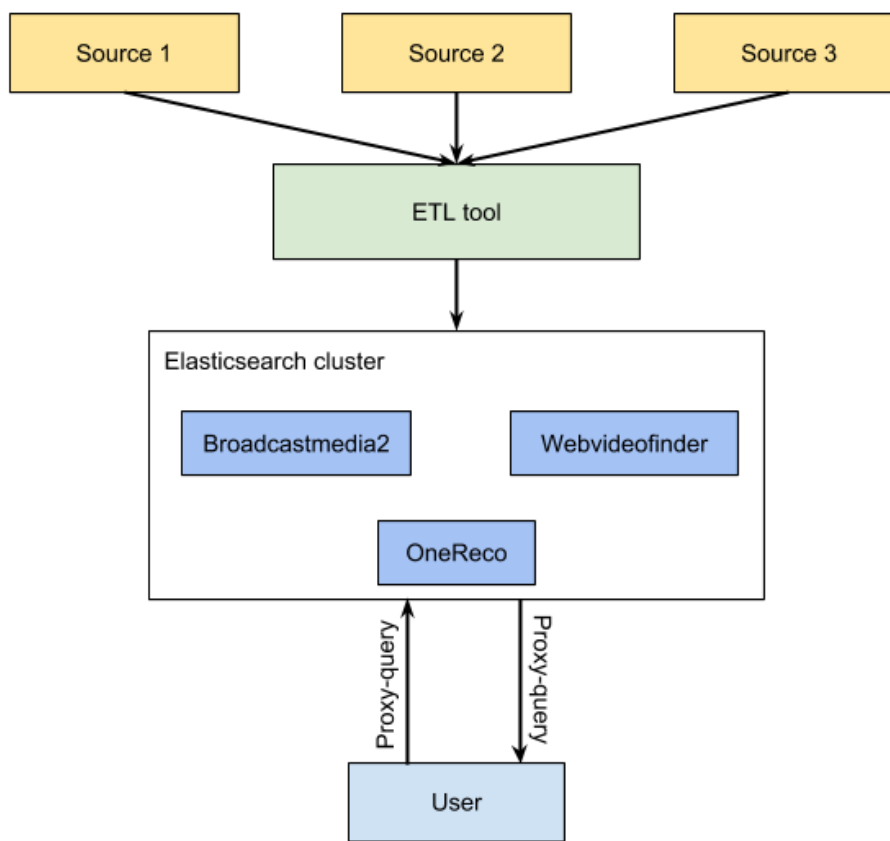 Source 1
Source 2
Source 3
ETL tool
Elasticsearch cluster
Broadcastmedia2
Webvideofinder
OneReco
Proxy-query
Proxy-query
User